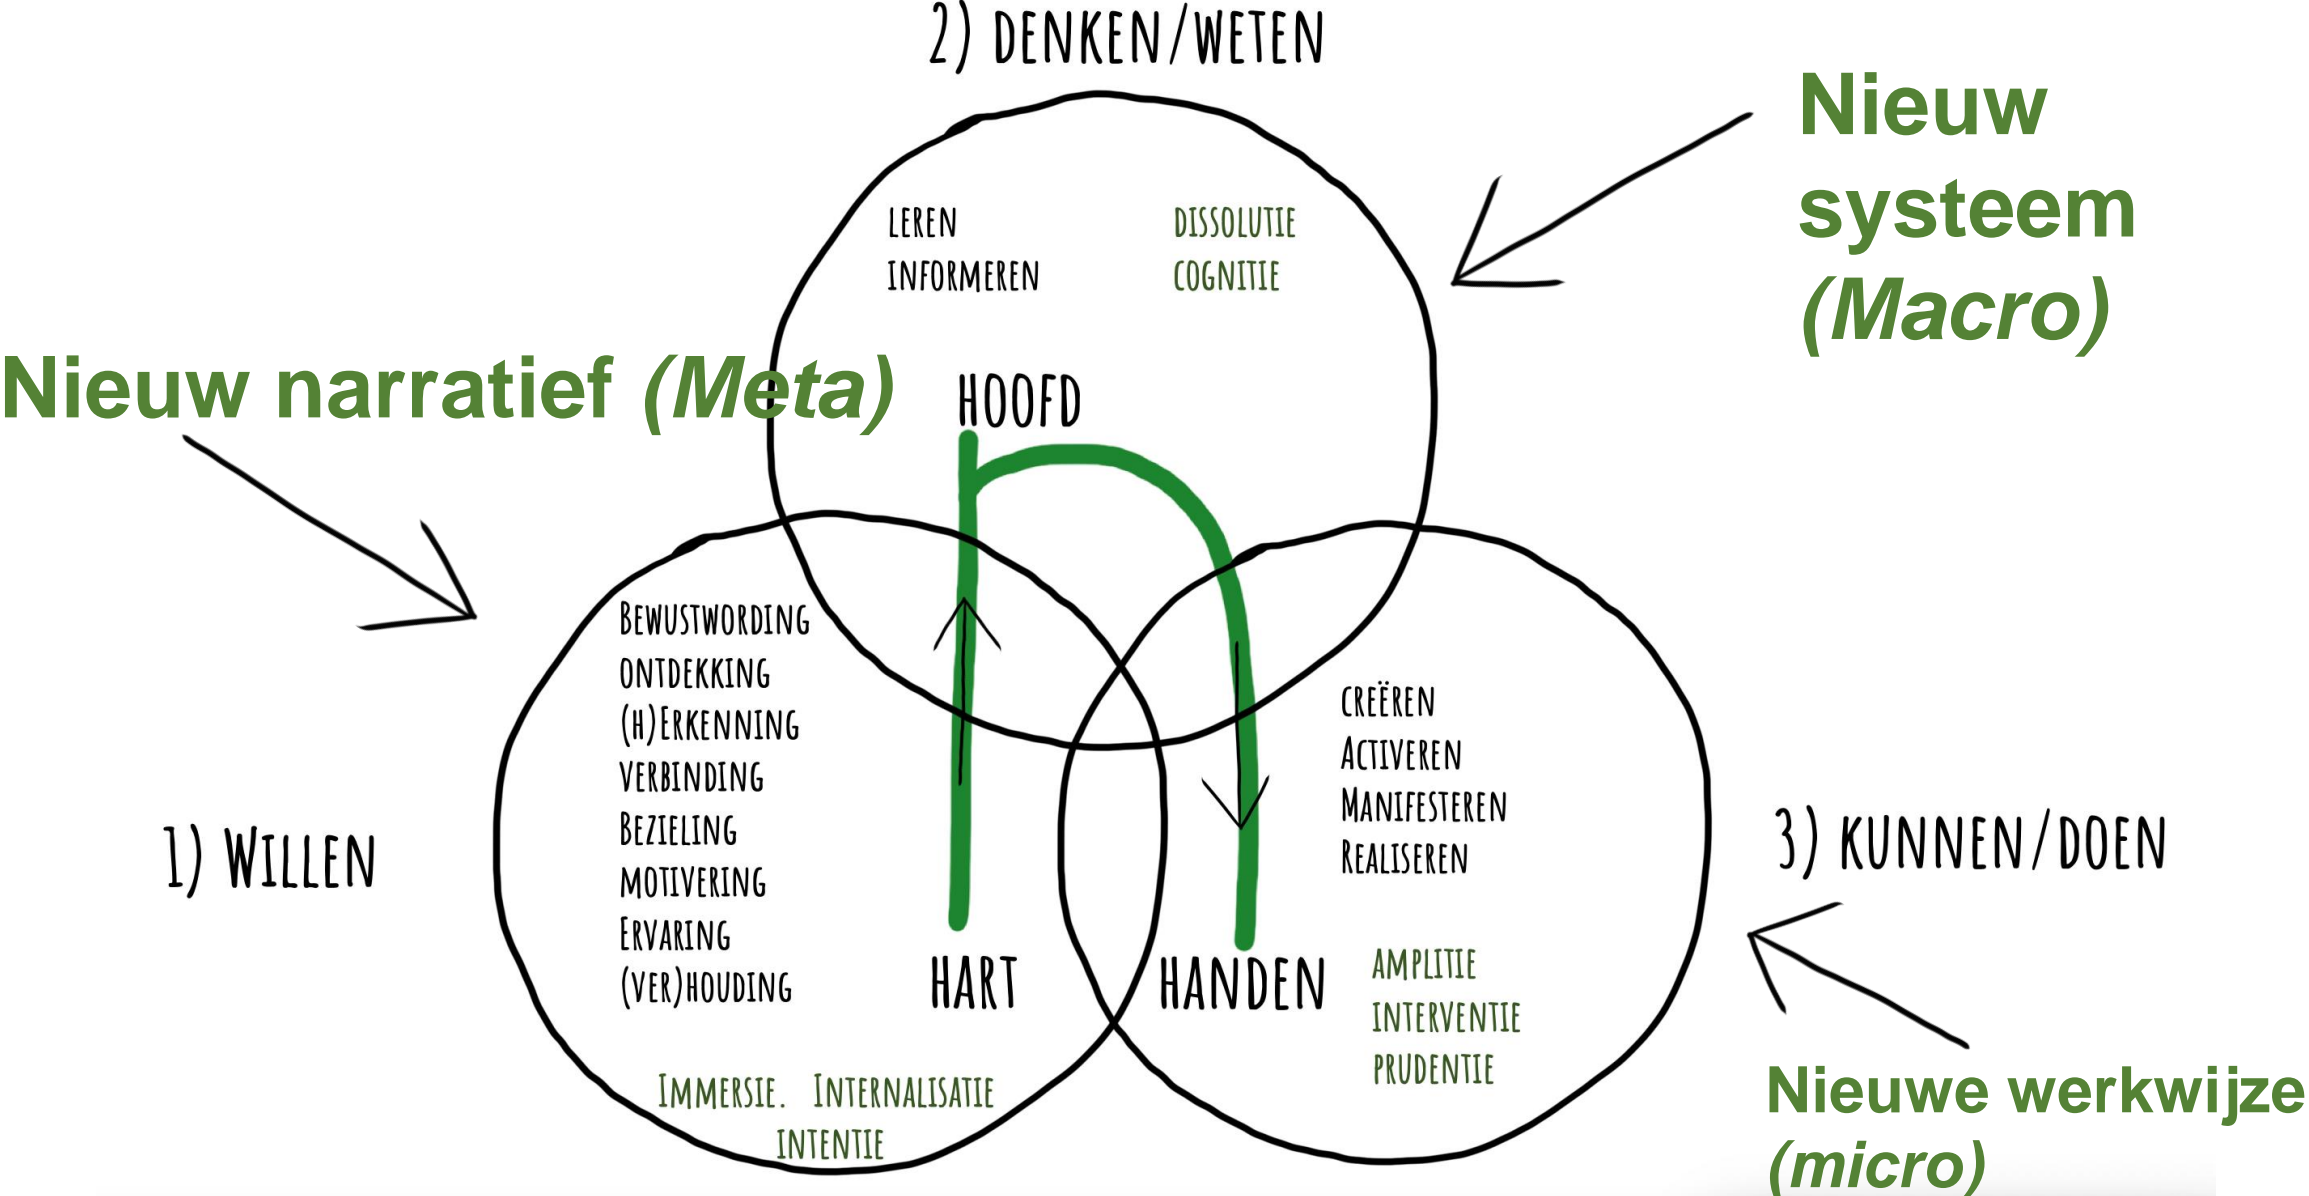 2) DENKEN/WETEN
Nieuw
systeem
(Macro)
LEREN
INFORMEREN
DISSOLUTIE
COGNITIE
Nieuw narratief (Meta)
HOOFD
BEWUSTWORDING
ONTDEKKING
(H)ERKENNING
VERBINDING
BEZIELING
MOTIVERING
ERVARING
(VER)HOUDING
CREËREN
ACTIVEREN
MANIFESTEREN
REALISEREN
1) WILLEN
3) KUNNEN/DOEN
HART
HANDEN
AMPLITIE
INTERVENTIE
PRUDENTIE
IMMERSIE. INTERNALISATIE
INTENTIE
Nieuwe werkwijze
(micro)